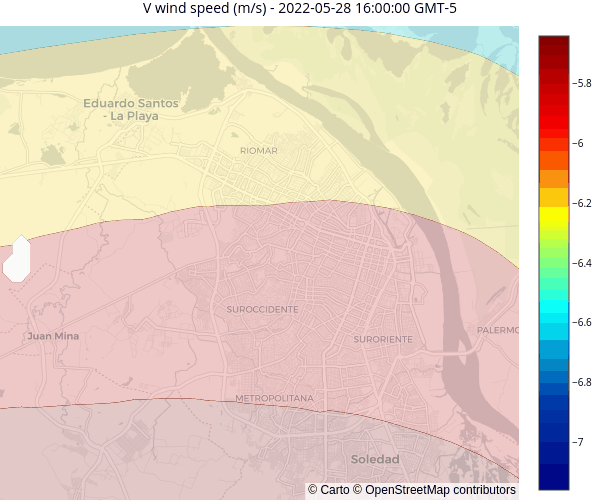 V wind speed (m/s) - 2022-05-28 16:00:00 GMT-5
Eduardo Santos
- La Playa
RIOMAR
SUROCCIDENTE
SURORIENTE
PALERMO
Juan Mina
METROPOLITANA
Soledad
© Carto © OpenStreetMap contributors
−5.8
−6
−6.2
−6.4
−6.6
−6.8
−7